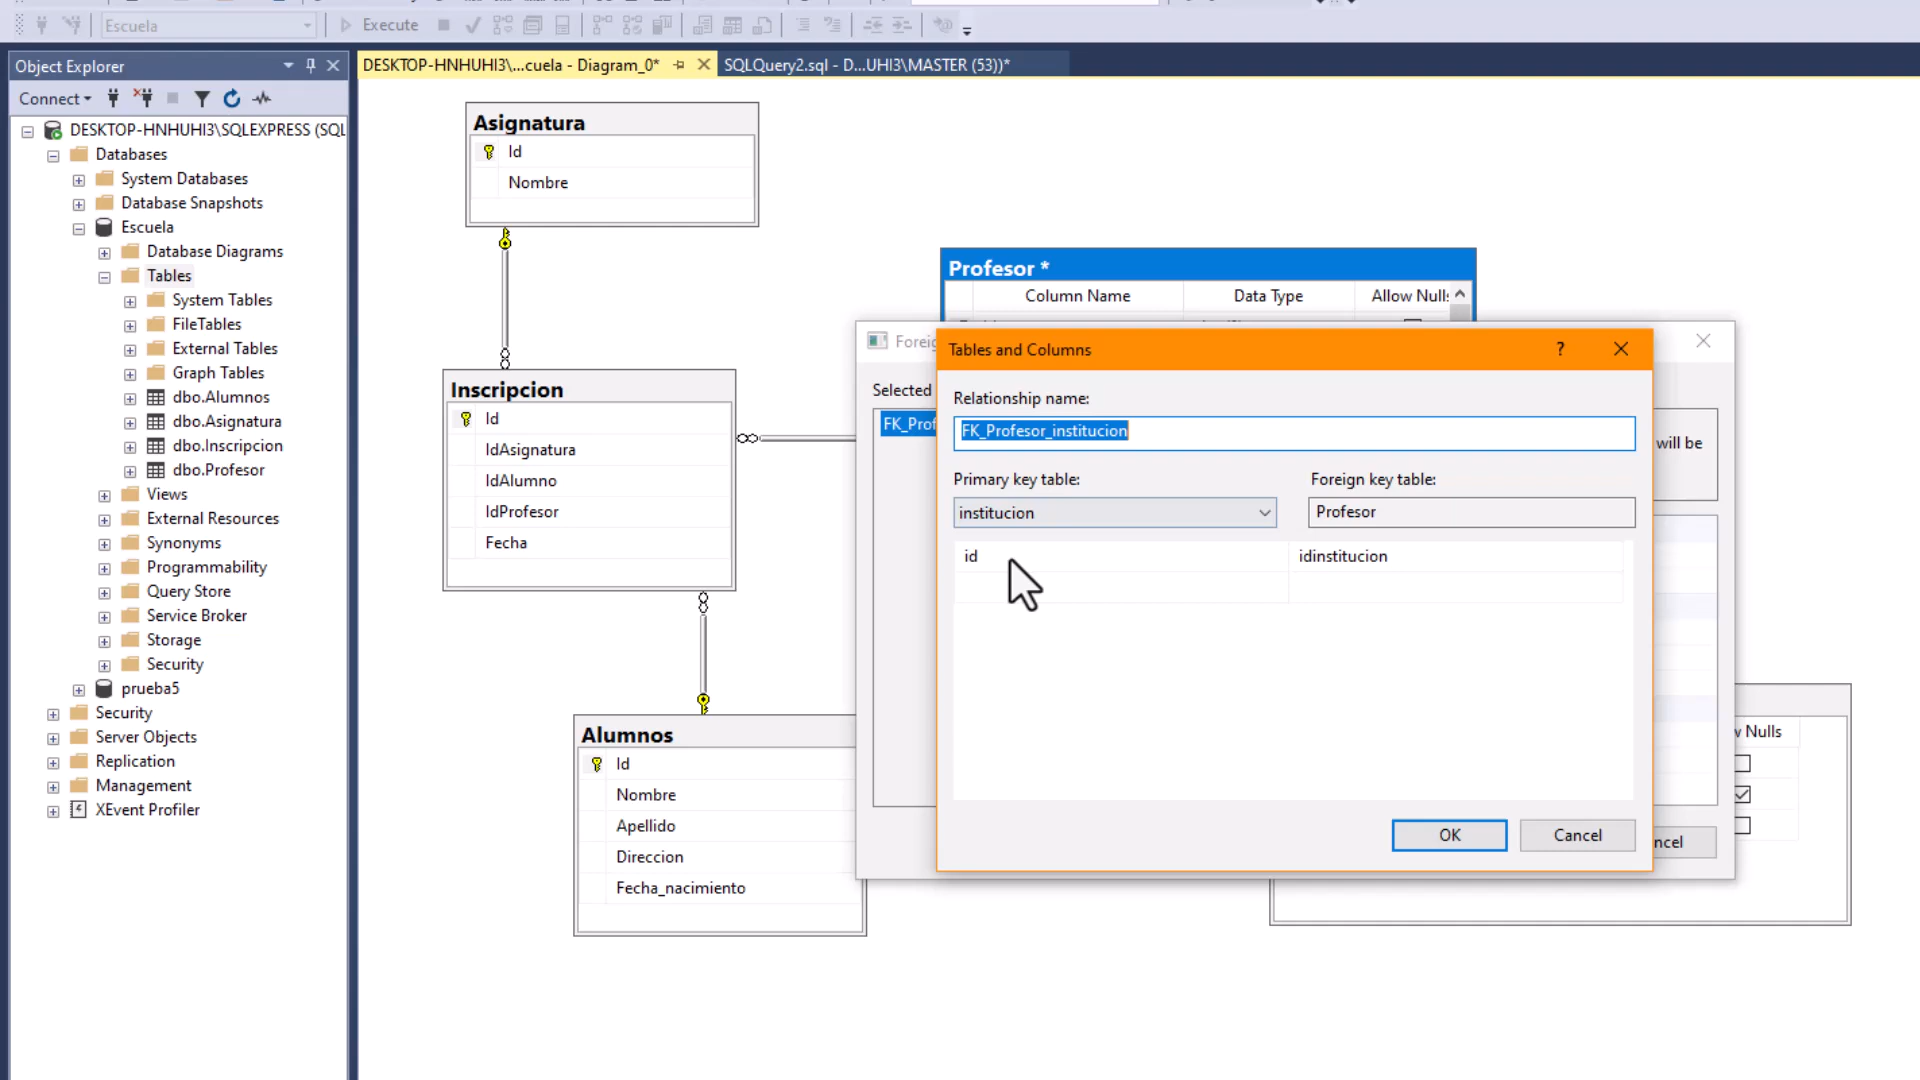 Escuela
Execute
Object Explorer
DESKTOP-HNHUHI3\...cuela - Diagram_0*
SQLQuery2.sql - D...UHI3\MASTER (53))*
Connect
DESKTOP-HNHUHI3\SQLEXPRESS (SQL
Databases
System Databases
Database Snapshots
Escuela
Database Diagrams
Tables
System Tables
FileTables
External Tables
Graph Tables
dbo.Alumnos
dbo.Asignatura
dbo.Inscripcion
dbo.Profesor
Views
External Resources
Synonyms
Programmability
Query Store
Service Broker
Storage
Security
prueba5
Security
Server Objects
Replication
Management
XEvent Profiler
Asignatura
Id
Nombre
Inscripcion
Id
IdAsignatura
IdAlumno
IdProfesor
Fecha
Alumnos
Id
Nombre
Apellido
Direccion
Fecha_nacimiento
Profesor *
Column Name
Data Type
Allow Null
Foreig
Selected
FK_Prof
will be
ncel
w Nulls
Tables and Columns
?
Relationship name:
FK_Profesor_institucion
Primary key table:
Foreign key table:
institucion
Profesor
id
idinstitucion
OK
Cancel